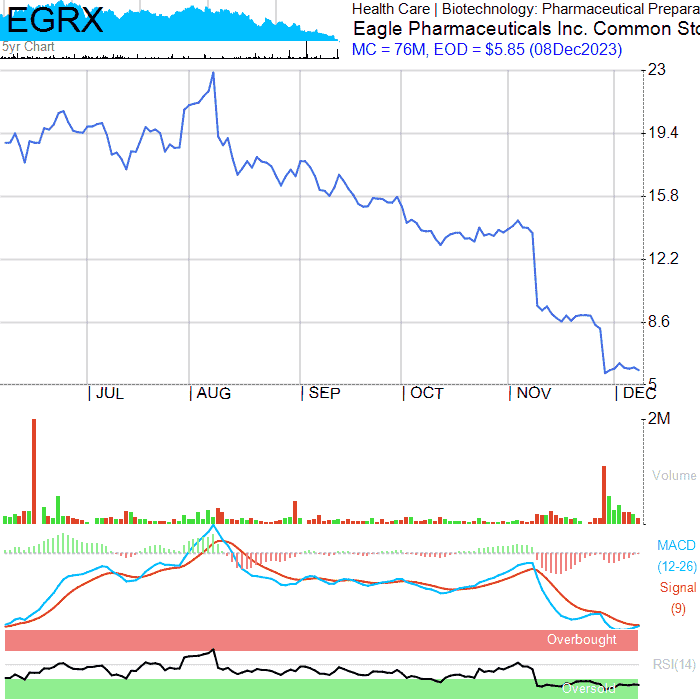 EGRX
5yr Chart
Health Care | Biotechnology: Pharmaceutical Prepara
Eagle Pharmaceuticals Inc. Common Sto
MC = 76M, EOD = $5.85 (08Dec2023)
23
19.4
15.8
12.2
8.6
5
JUL AUG SEP OCT NOV DEC
2M
Volume
MACD
(12-26)
Signal
(9)
Overbought
RSI(14)
Oversold